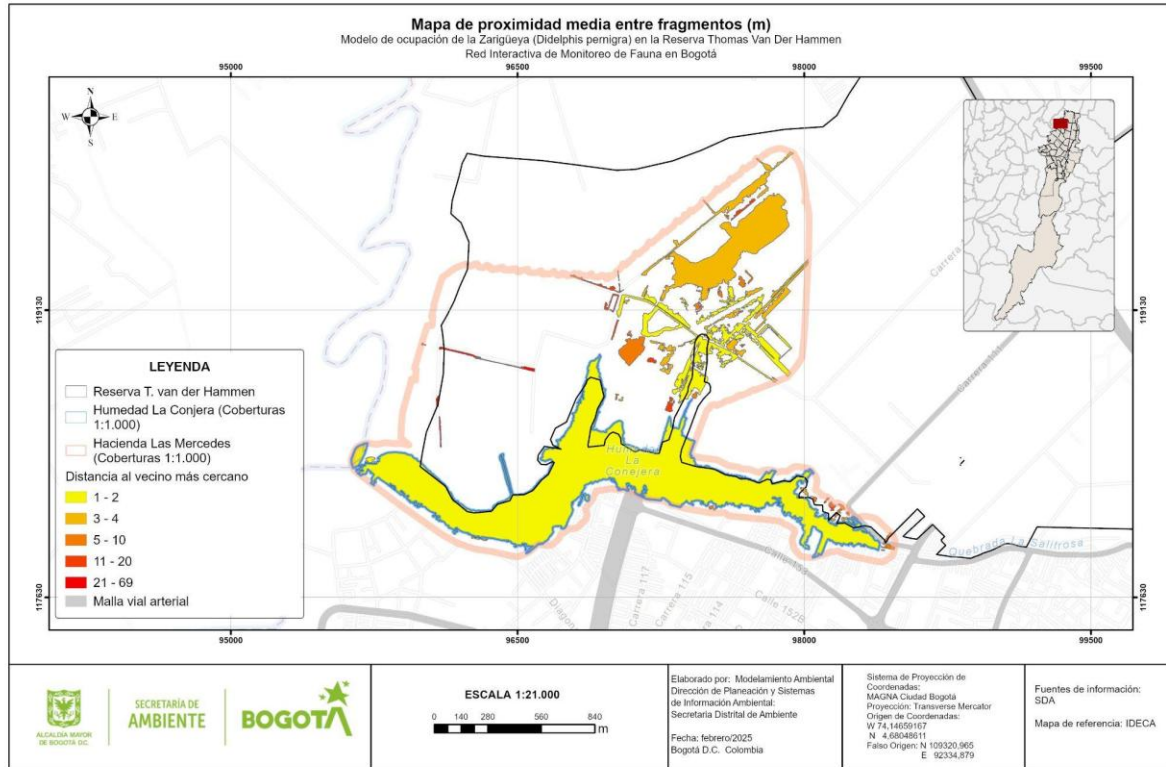 Mapa de proximidad media entre fragmentos (m)
Modelo de ocupación de la Zarigüeya (Didelphis pernigra) en la Reserva Thomas Van Der Hammen
Red Interactiva de Monitoreo de Fauna en Bogotá
95000
96500
98000
99500
N
W
E
S
119130
119130
117630
117630
Carrera 111
Carrera
Humedal
La
Conejera
Quebrada La Salitrosa
Calle 153
Calle 152B
Carrera 117
Carrera 115
Carrera 114
LEYENDA
Reserva T. van der Hammen
Humedad La Conjera (Coberturas
1:1.000)
Hacienda Las Mercedes
(Coberturas 1:1.000)
Distancia al vecino más cercano
1 - 2
3 - 4
5 - 10
11 - 20
21 - 69
Malla vial arterial
95000
96500
98000
99500
ALCALDÍA MAYOR
DE BOGOTÁ D.C.
SECRETARÍA DE
AMBIENTE
BOGOTÁ
ESCALA 1:21.000
0 140 280 560 840
m
Elaborado por: Modelamiento Ambiental
Dirección de Planeación y Sistemas
de Información Ambiental:
Secretaria Distrital de Ambiente
Fecha: febrero/2025
Bogotá D.C. Colombia
Sistema de Proyección de
Coordenadas:
MAGNA Ciudad Bogotá
Proyección: Transverse Mercator
Origen de Coordenadas:
W 74,14659167
N 4,68048611
Falso Origen: N 109320,965
E 92334,879
Fuentes de información:
SDA
Mapa de referencia: IDECA